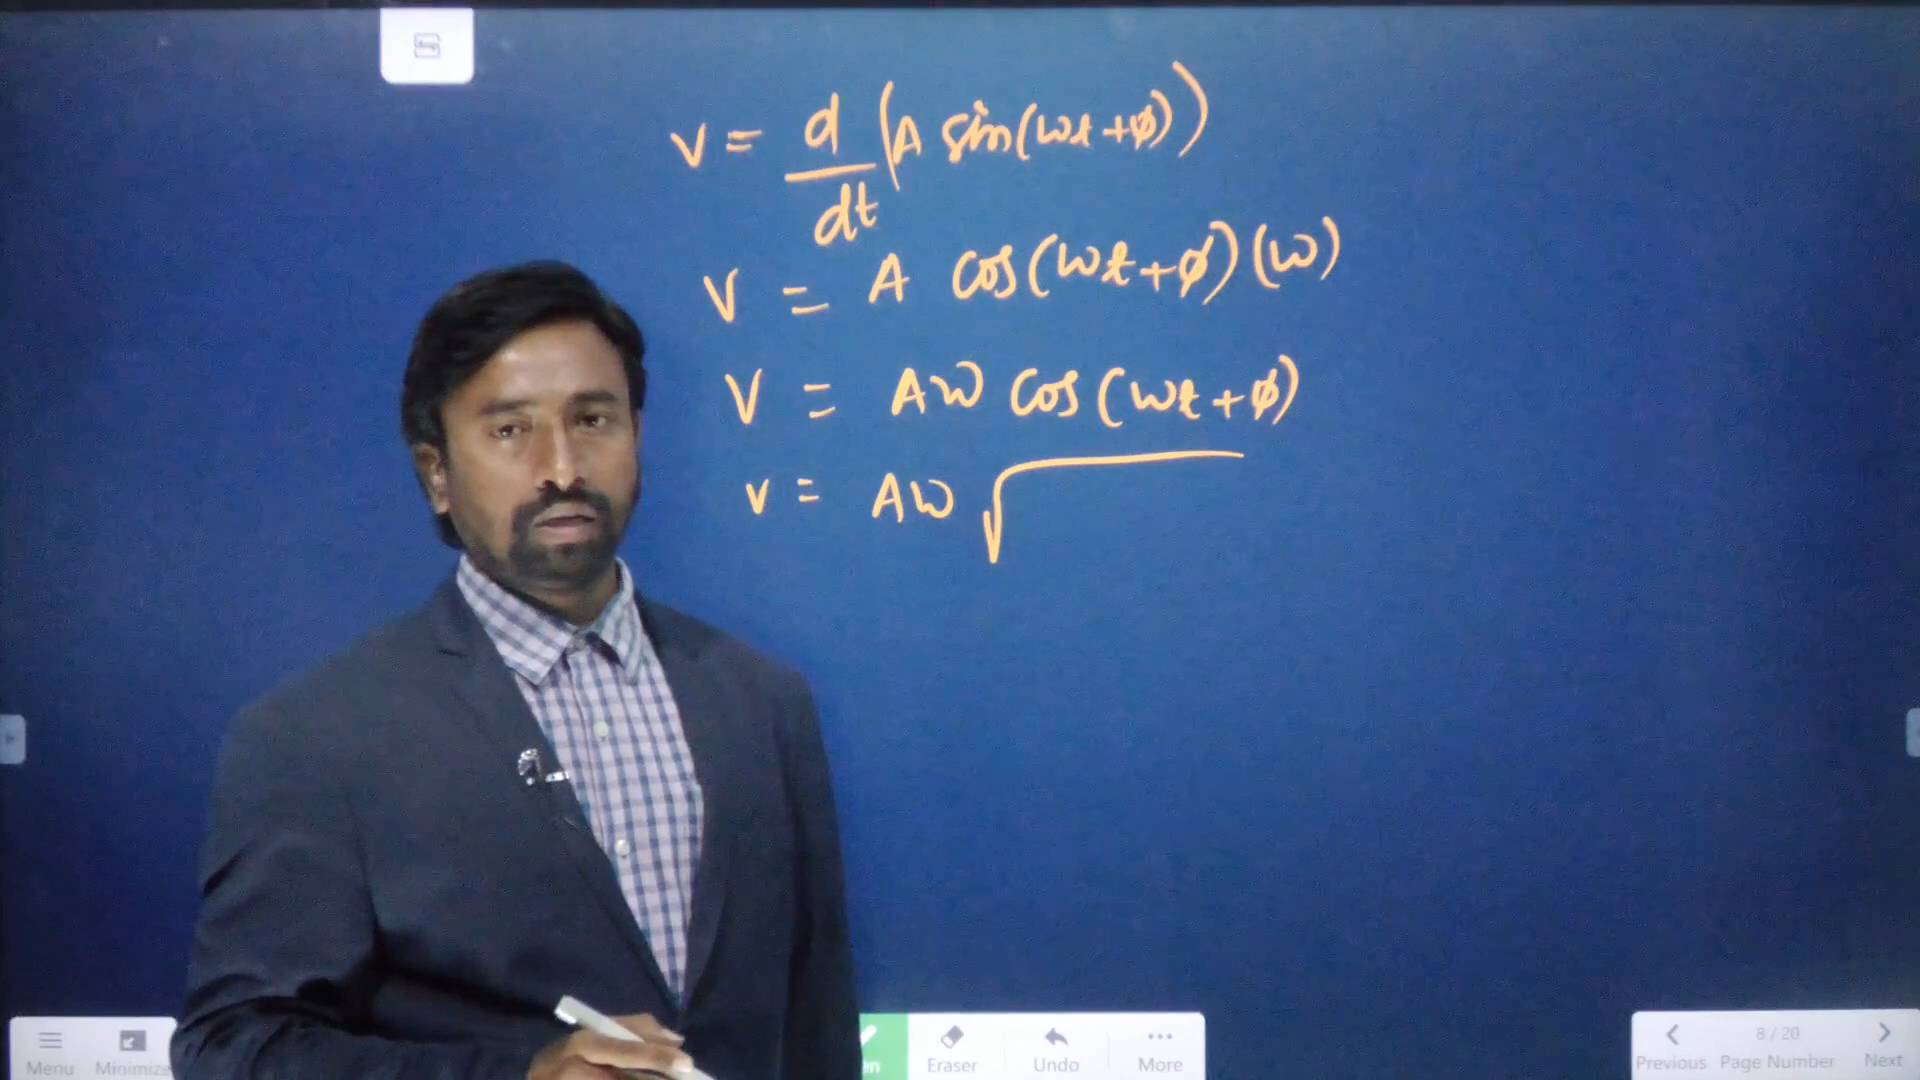 v = d/dt (A sin(ωt+ϕ))
V = A cos(ωt+ϕ)(ω)
V = Aω cos(ωt+ϕ)
v = Aω √
Menu
Minimize
en
Eraser
Undo
More
Previous
8 / 20
Page Number
Next